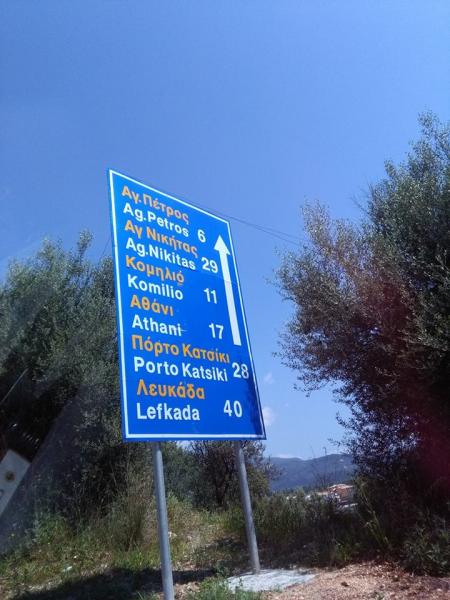 Αγ.Πέτρος
Ag.Petros 6
Αγ Νικήτας
Ag.Nikitas 29
Κομηλιό
Komilio 11
Αθάνι
Athani 17
Πόρτο Κατσίκι
Porto Katsiki 28
Λευκάδα
Lefkada 40